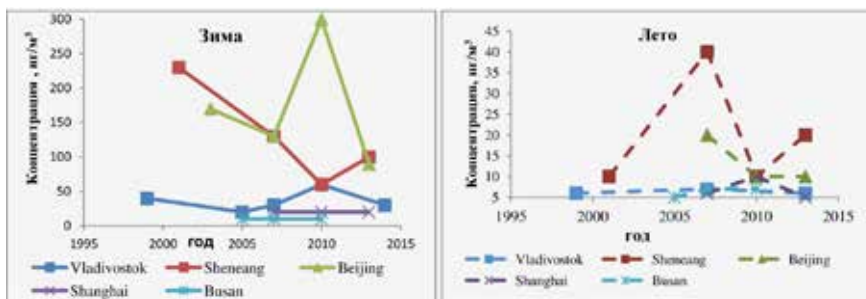 Зима
Концентрация , нг/м³
300
250
200
150
100
50
0
1995
2000
2005
2010
2015
год
Vladivostok
Sheneang
Beijing
Shanghai
Busan
Лето
Концентрация, нг/м³
45
40
35
30
25
20
15
10
5
1995
2000
2005
2010
2015
год
Vladivostok
Sheneang
Beijing
Shanghai
Busan